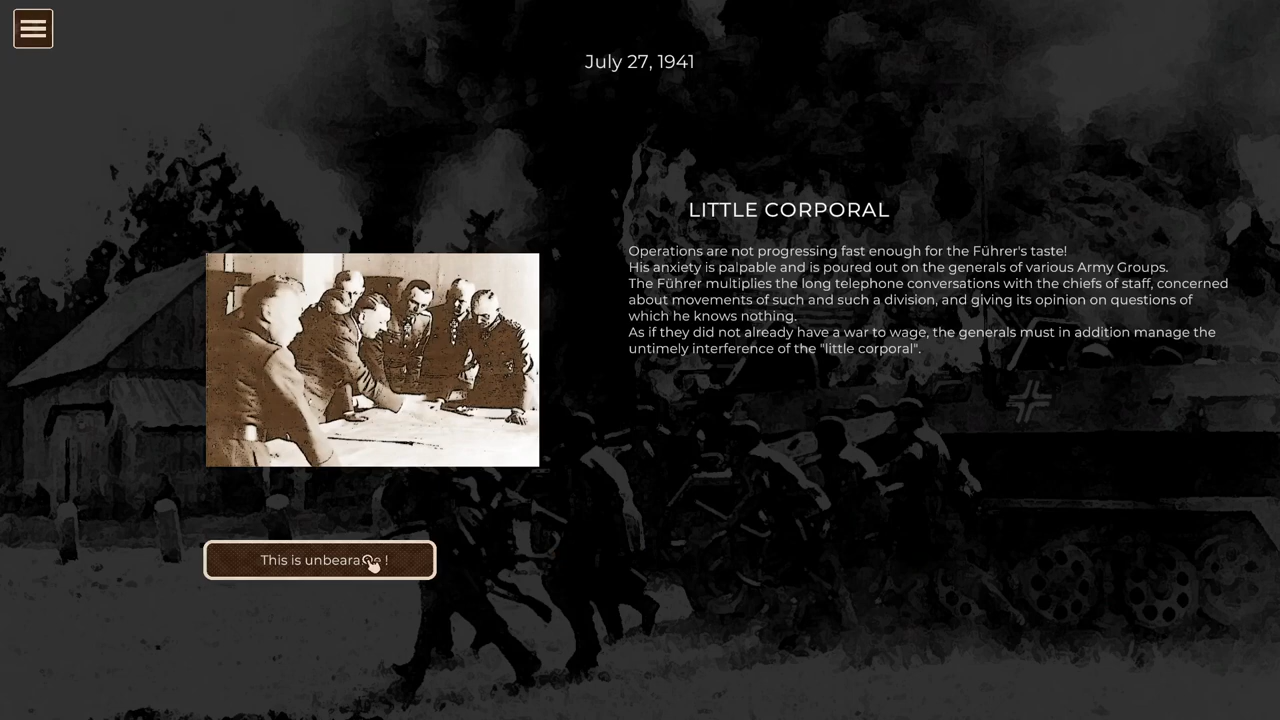 July 27, 1941
LITTLE CORPORAL
Operations are not progressing fast enough for the Führer's taste!
His anxiety is palpable and is poured out on the generals of various Army Groups.
The Führer multiplies the long telephone conversations with the chiefs of staff, concerned
about movements of such and such a division, and giving its opinion on questions of
which he knows nothing.
As if they did not already have a war to wage, the generals must in addition manage the
untimely interference of the "little corporal".
This is unbearable !